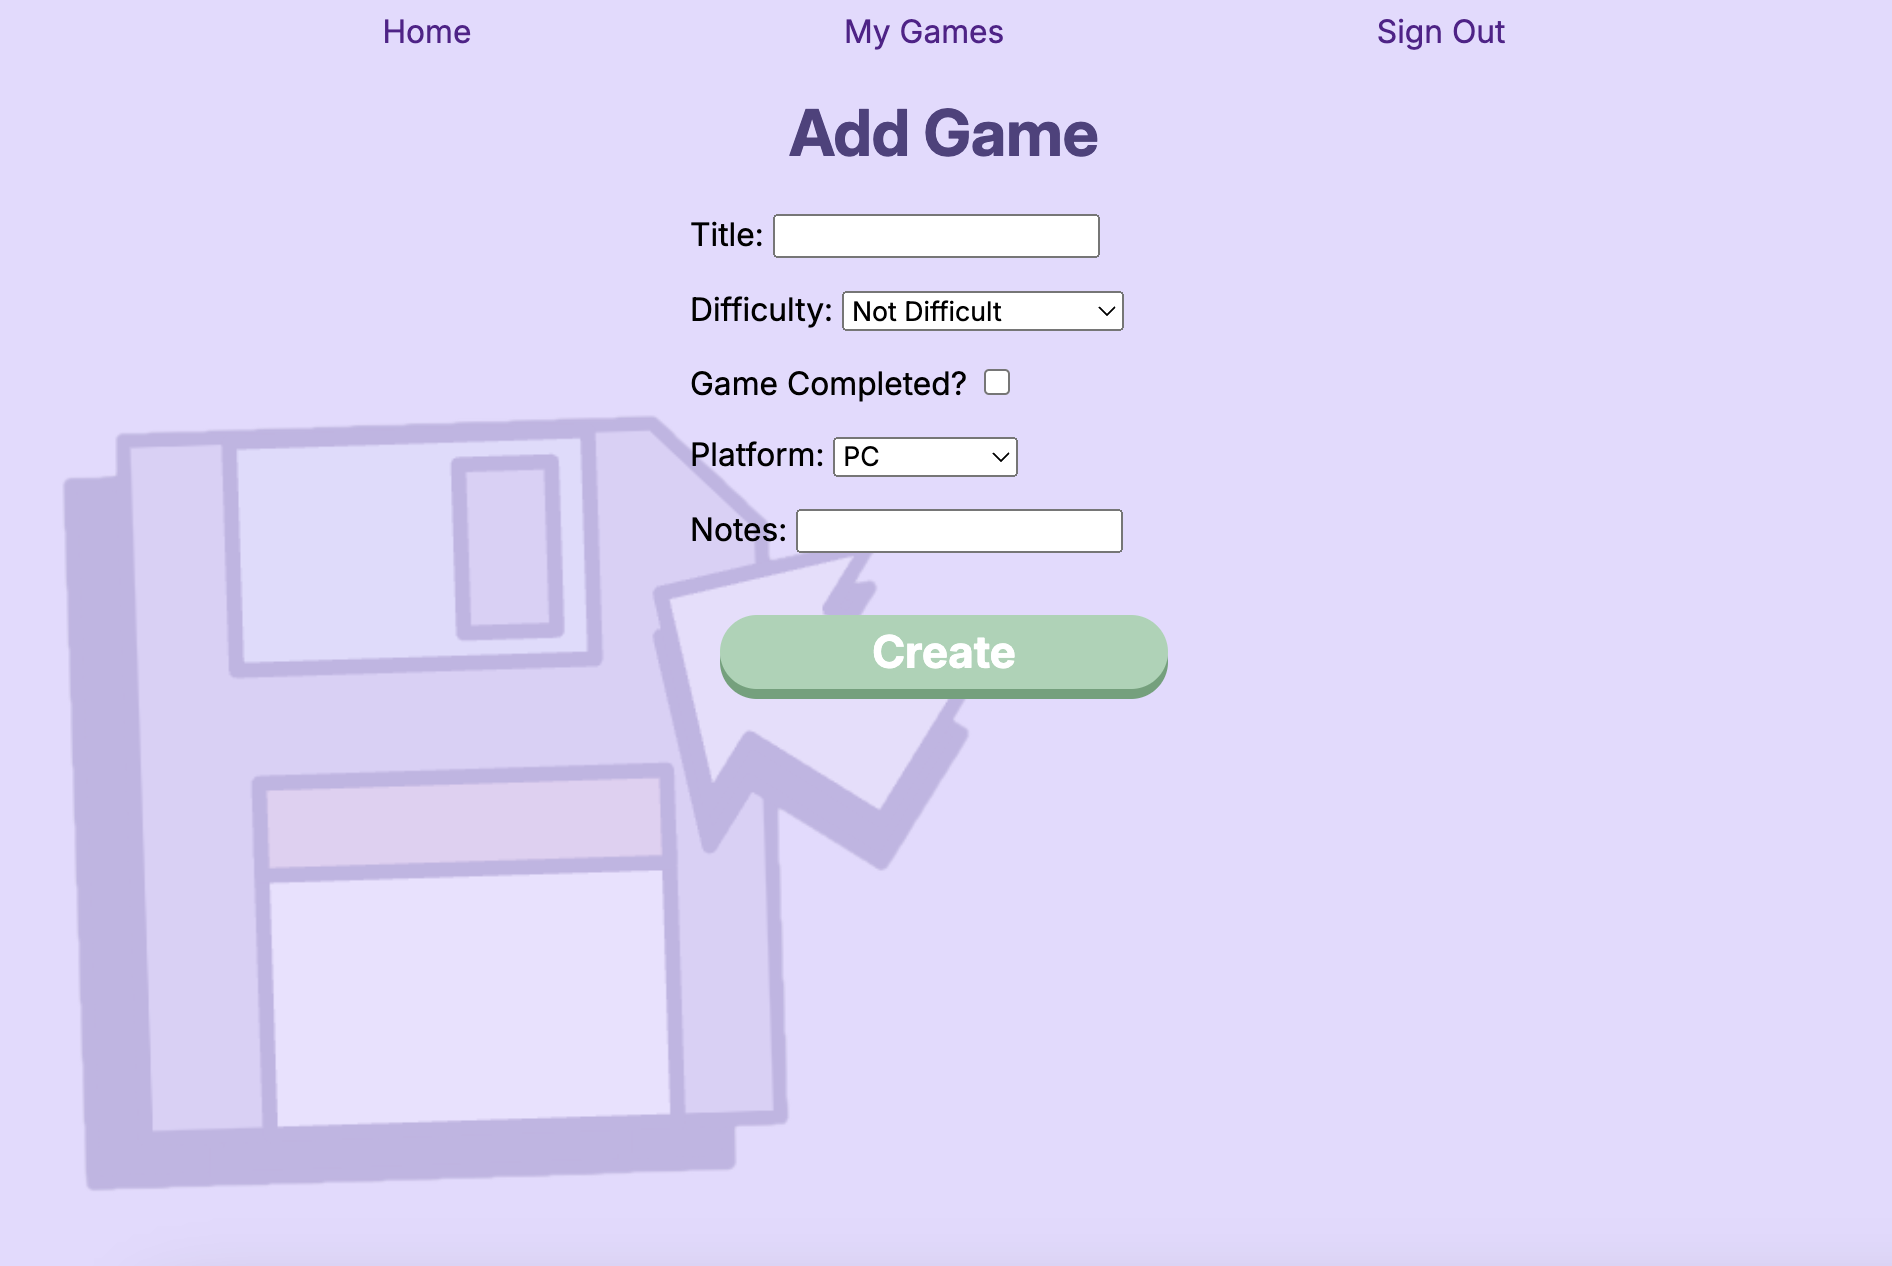 Home My Games Sign Out
Add Game
Title:
Difficulty: Not Difficult
Game Completed?
Platform: PC
Notes:
Create